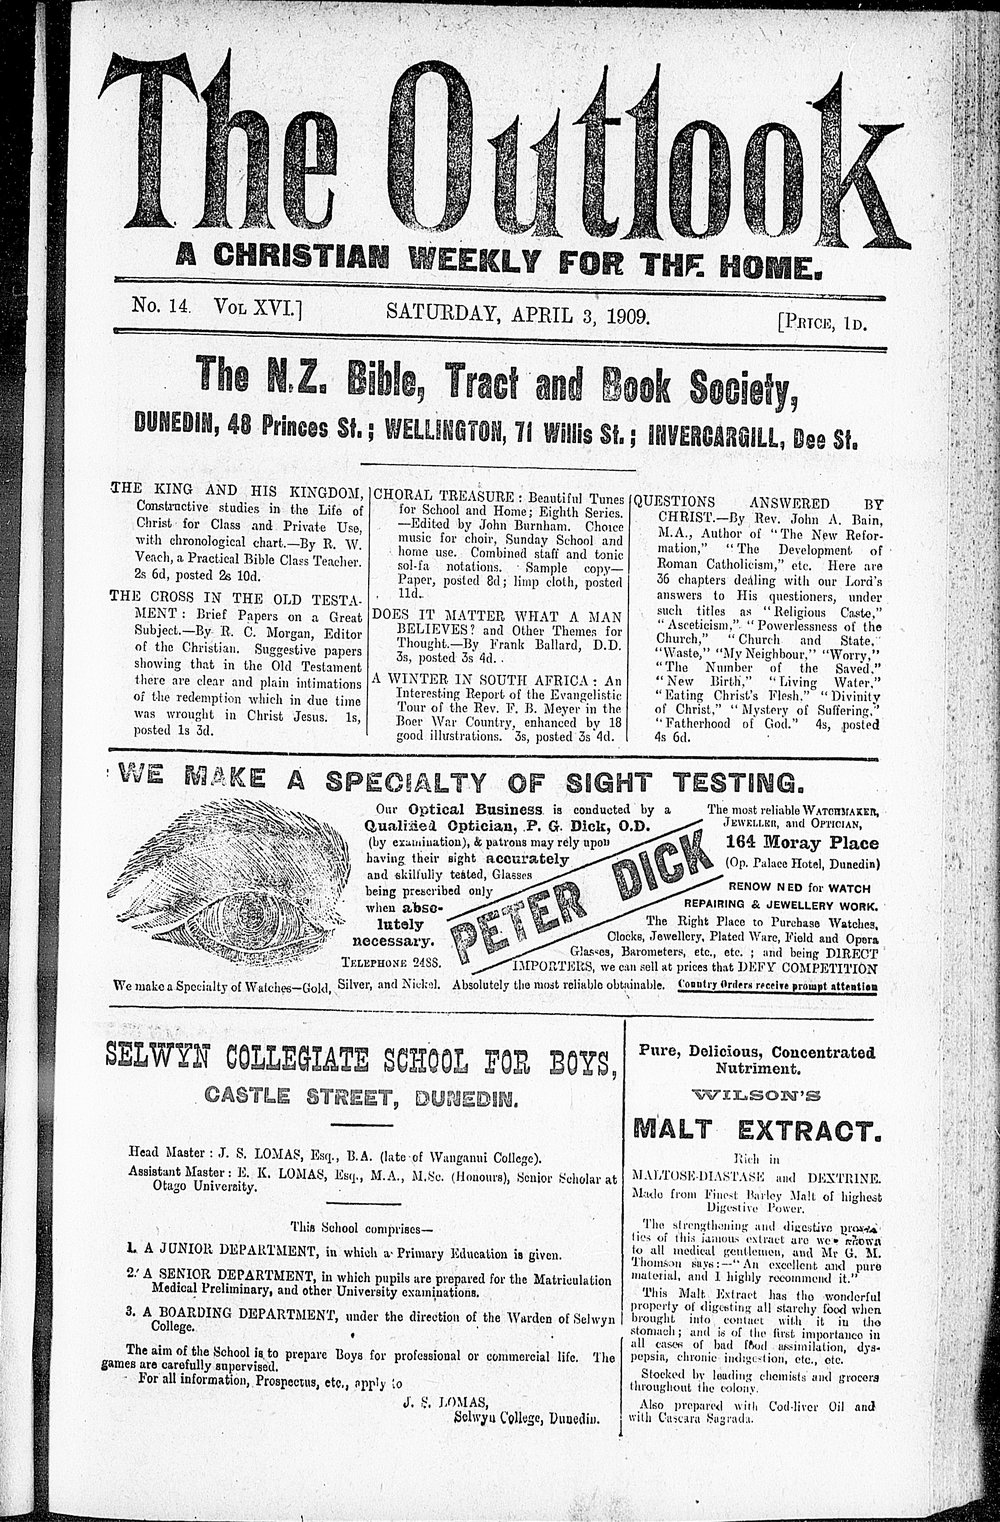 The Outlook
A CHRISTIAN WEEKLY FOR THE HOME.
No. 14. Vol XVI.]
SATURDAY, APRIL 3, 1909.
[Price, 1d.
The N.Z. Bible, Tract and Book Society,
DUNEDIN, 48 Princes St.; WELLINGTON, 71 Willis St.; INVERCARGILL, Dee St.
THE KING AND HIS KINGDOM,
Constructive studies in the Life of
Christ for Class and Private Use,
with chronological chart.—By R. W.
Veach, a Practical Bible Class Teacher.
2s 6d, posted 2s 10d.
THE CROSS IN THE OLD TESTA-
MENT: Brief Papers on a Great
Subject.—By R. C. Morgan, Editor
of the Christian. Suggestive papers
showing that in the Old Testament
there are clear and plain intimations
of the redemption which in due time
was wrought in Christ Jesus. 1s,
posted 1s 3d.
CHORAL TREASURE: Beautiful Tunes
for School and Home; Eighth Series.
—Edited by John Burnham. Choice
music for choir, Sunday School and
home use. Combined staff and tonic
sol-fa notations. Sample copy—
Paper, posted 8d; limp cloth, posted
11d.
DOES IT MATTER WHAT A MAN
BELIEVES? and Other Themes for
Thought.—By Frank Ballard, D.D.
3s, posted 3s 4d.
A WINTER IN SOUTH AFRICA: An
Interesting Report of the Evangelistic
Tour of the Rev. F. B. Meyer in the
Boer War Country, enhanced by 18
good illustrations. 3s, posted 3s 4d.
QUESTIONS ANSWERED BY
CHRIST.—By Rev. John A. Bain,
M.A., Author of "The New Refor-
mation," "The Development of
Roman Catholicism," etc. Here are
36 chapters dealing with our Lord's
answers to His questioners, under
such titles as "Religious Caste,"
"Asceticism," "Powerlessness of the
Church," "Church and State,"
"Waste," "My Neighbour," "Worry,"
"The Number of the Saved,"
"New Birth," "Living Water,"
"Eating Christ's Flesh," "Divinity
of Christ," "Mystery of Suffering,"
"Fatherhood of God." 4s, posted
4s 6d.
WE MAKE A SPECIALTY OF SIGHT TESTING.
Our Optical Business is conducted by a
Qualified Optician, P. G. Dick, O.D.
(by examination), & patrons may rely upon
having their sight accurately
and skilfully tested, Glasses
being prescribed only
when abso-
lutely
necessary.
TELEPHONE 2488.
PETER DICK
The most reliable WATCHMAKER,
JEWELLER, and OPTICIAN,
164 Moray Place
(Op. Palace Hotel, Dunedin)
RENOWNED for WATCH
REPAIRING & JEWELLERY WORK.
The Right Place to Purchase Watches,
Clocks, Jewellery, Plated Ware, Field and Opera
Glasses, Barometers, etc., etc.; and being DIRECT
IMPORTERS, we can sell at prices that DEFY COMPETITION
We make a Specialty of Watches—Gold, Silver, and Nickel. Absolutely the most reliable obtainable. Country Orders receive prompt attention
SELWYN COLLEGIATE SCHOOL FOR BOYS,
CASTLE STREET, DUNEDIN.
Head Master: J. S. LOMAS, Esq., B.A. (late of Wanganui College).
Assistant Master: E. K. LOMAS, Esq., M.A., M.Sc. (Honours), Senior Scholar at
Otago University.
This School comprises—
1. A JUNIOR DEPARTMENT, in which a Primary Education is given.
2. A SENIOR DEPARTMENT, in which pupils are prepared for the Matriculation
Medical Preliminary, and other University examinations.
3. A BOARDING DEPARTMENT, under the direction of the Warden of Selwyn
College.
The aim of the School is to prepare Boys for professional or commercial life. The
games are carefully supervised.
For all information, Prospectus, etc., apply to
J. S. LOMAS,
Selwyn College, Dunedin.
Pure, Delicious, Concentrated
Nutriment.
WILSON'S
MALT EXTRACT.
Rich in
MALTOSE-DIASTASE and DEXTRINE.
Made from Finest Barley Malt of highest
Digestive Power.
The strengthening and digestive proper-
ties of this famous extract are well known
to all medical gentlemen, and Mr G. M.
Thomson says:—"An excellent and pure
material, and I highly recommend it."
This Malt Extract has the wonderful
property of digesting all starchy food when
brought into contact with it in the
stomach; and is of the first importance in
all cases of bad food assimilation, dys-
pepsia, chronic indigestion, etc., etc.
Stocked by leading chemists and grocers
throughout the colony.
Also prepared with Cod-liver Oil and
with Cascara Sagrada.